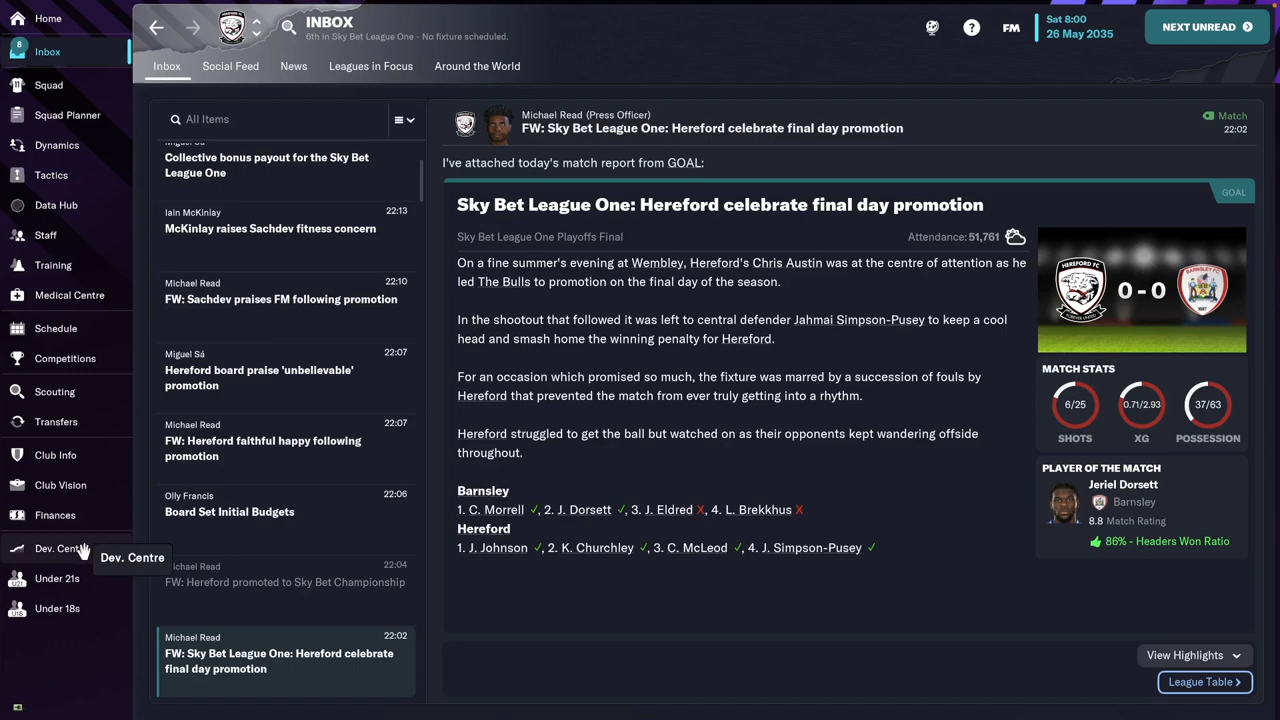 Home
8
Inbox
Squad
Squad Planner
Dynamics
Tactics
Data Hub
Staff
Training
Medical Centre
Schedule
Competitions
Scouting
Transfers
Club Info
Club Vision
Finances
Dev. Cent
Dev. Centre
U21
Under 21s
U18
Under 18s
INBOX
6th in Sky Bet League One - No fixture scheduled.
?
FM
Sat 8:00
26 May 2035
NEXT UNREAD
Inbox
Social Feed
News
Leagues in Focus
Around the World
All Items
Collective bonus payout for the Sky Bet
League One
Iain McKinlay 22:13
McKinlay raises Sachdev fitness concern
Michael Read 22:10
FW: Sachdev praises FM following promotion
Miguel Sá 22:07
Hereford board praise 'unbelievable'
promotion
Michael Read 22:07
FW: Hereford faithful happy following
promotion
Olly Francis 22:06
Board Set Initial Budgets
Michael Read 22:04
FW: Hereford promoted to Sky Bet Championship
Michael Read 22:02
FW: Sky Bet League One: Hereford celebrate
final day promotion
Michael Read (Press Officer)
FW: Sky Bet League One: Hereford celebrate final day promotion
Match
22:02
I've attached today's match report from GOAL:
GOAL
Sky Bet League One: Hereford celebrate final day promotion
Sky Bet League One Playoffs Final
Attendance: 51,761
On a fine summer's evening at Wembley, Hereford's Chris Austin was at the centre of attention as he
led The Bulls to promotion on the final day of the season.
In the shootout that followed it was left to central defender Jahmai Simpson-Pusey to keep a cool
head and smash home the winning penalty for Hereford.
For an occasion which promised so much, the fixture was marred by a succession of fouls by
Hereford that prevented the match from ever truly getting into a rhythm.
Hereford struggled to get the ball but watched on as their opponents kept wandering offside
throughout.
Barnsley
1. C. Morrell ✓, 2. J. Dorsett ✓, 3. J. Eldred X, 4. L. Brekkhus X
Hereford
1. J. Johnson ✓, 2. K. Churchley ✓, 3. C. McLeod ✓, 4. J. Simpson-Pusey ✓
HEREFORD FC
FOREVER UNITED
0 - 0
BARNSLEY FC
MATCH STATS
6/25
0.71/2.93
37/63
SHOTS
XG
POSSESSION
PLAYER OF THE MATCH
Jeriel Dorsett
Barnsley
8.8 Match Rating
86% - Headers Won Ratio
View Highlights
League Table >